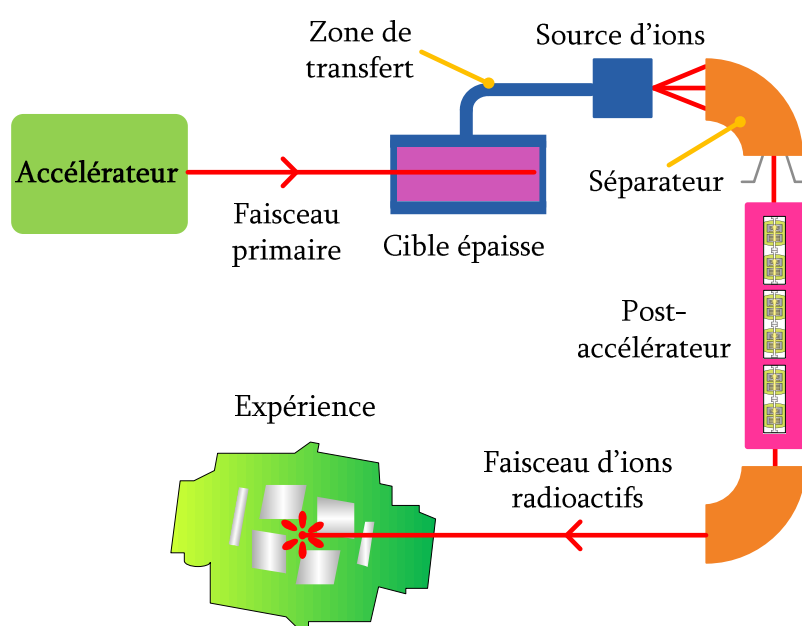 Zone de
transfert
Source d'ions
Accélérateur
Faisceau
primaire
Cible épaisse
Séparateur
Post-
accélérateur
Expérience
Faisceau d'ions
radioactifs